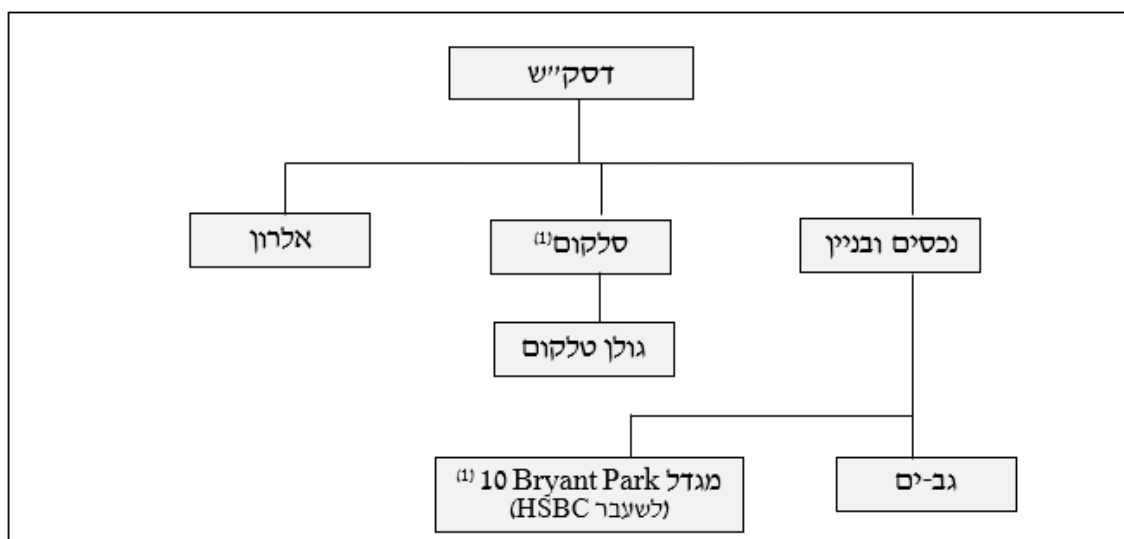 דסק״ש
נכסים ובניין
סלקום(1)
אלרון
גולן טלקום
גב-ים
מגדל 10 Bryant Park (1)
(לשעבר HSBC)